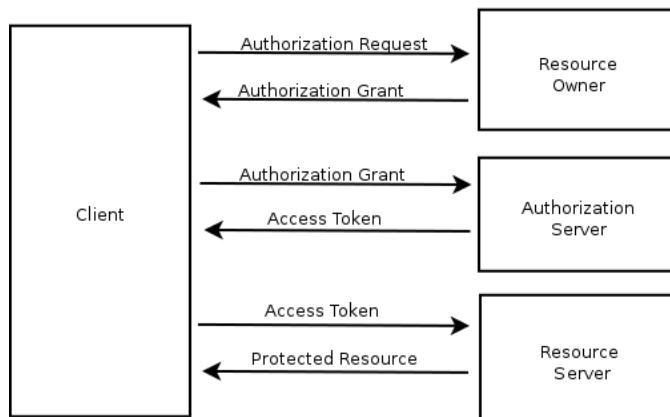 Authorization Request
Resource
Owner
Authorization Grant
Authorization Grant
Client
Authorization
Server
Access Token
Access Token
Protected Resource
Resource
Server